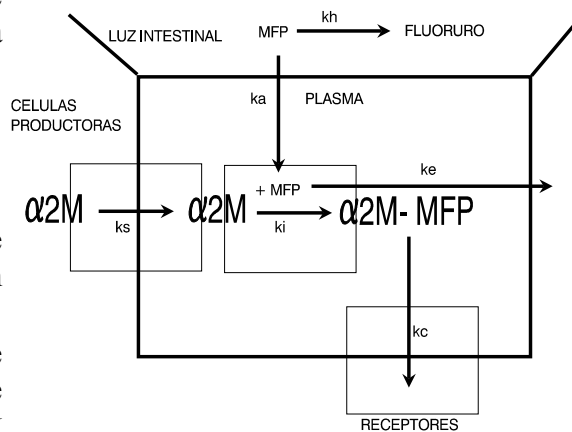 LUZ INTESTINAL
MFP
kh
FLUORURO
ka
PLASMA
CELULAS
PRODUCTORAS
+ MFP
ke
α2M
ks
α2M
ki
α2M- MFP
kc
RECEPTORES